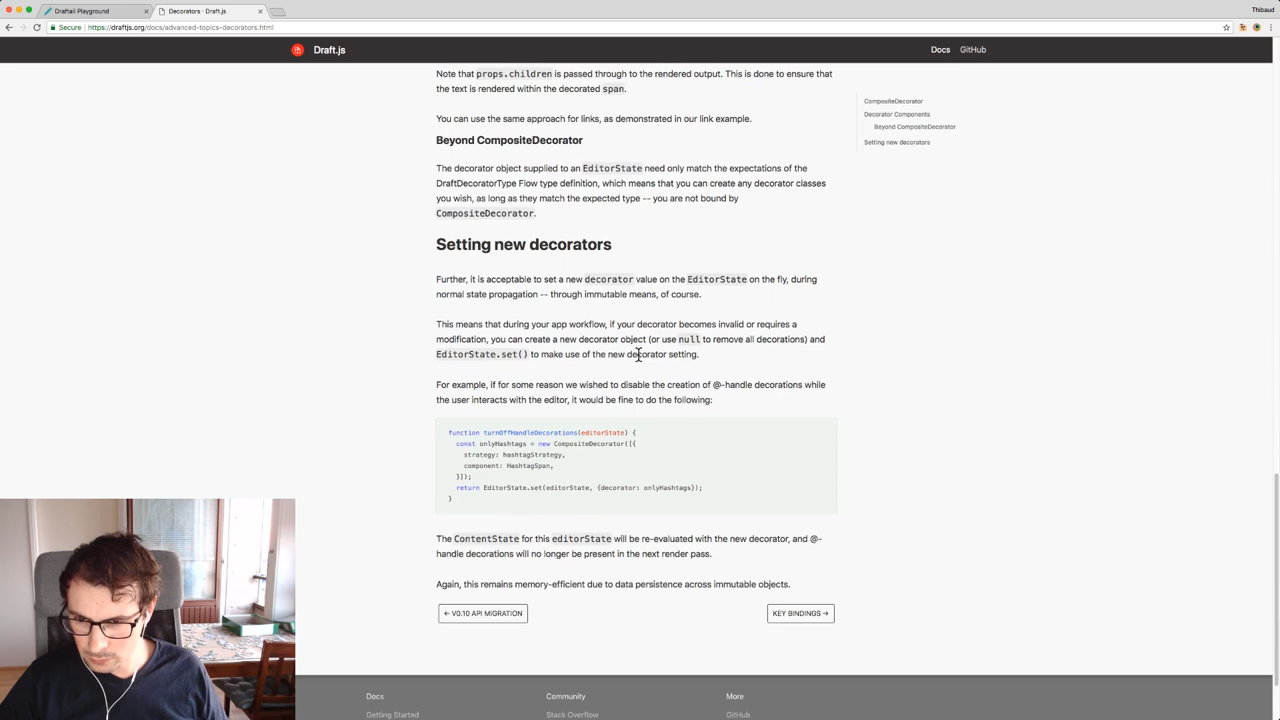 Draftail Playground
Decorators · Draft.js
Thibaud
Secure
https://draftjs.org/docs/advanced-topics-decorators.html
Draft.js
Docs
GitHub
Note that props.children is passed through to the rendered output. This is done to ensure that
the text is rendered within the decorated span.
You can use the same approach for links, as demonstrated in our link example.
Beyond CompositeDecorator
The decorator object supplied to an EditorState need only match the expectations of the
DraftDecoratorType Flow type definition, which means that you can create any decorator classes
you wish, as long as they match the expected type -- you are not bound by
CompositeDecorator.
Setting new decorators
Further, it is acceptable to set a new decorator value on the EditorState on the fly, during
normal state propagation -- through immutable means, of course.
This means that during your app workflow, if your decorator becomes invalid or requires a
modification, you can create a new decorator object (or use null to remove all decorations) and
EditorState.set() to make use of the new decorator setting.
For example, if for some reason we wished to disable the creation of @-handle decorations while
the user interacts with the editor, it would be fine to do the following:
function turnOffHandleDecorations(editorState) {
const onlyHashtags = new CompositeDecorator([{
strategy: hashtagStrategy,
component: HashtagSpan,
}]);
return EditorState.set(editorState, {decorator: onlyHashtags});
}
The ContentState for this editorState will be re-evaluated with the new decorator, and @-
handle decorations will no longer be present in the next render pass.
Again, this remains memory-efficient due to data persistence across immutable objects.
← V0.10 API MIGRATION
KEY BINDINGS →
CompositeDecorator
Decorator Components
Beyond CompositeDecorator
Setting new decorators
Docs
Community
More
Getting Started
Stack Overflow
GitHub